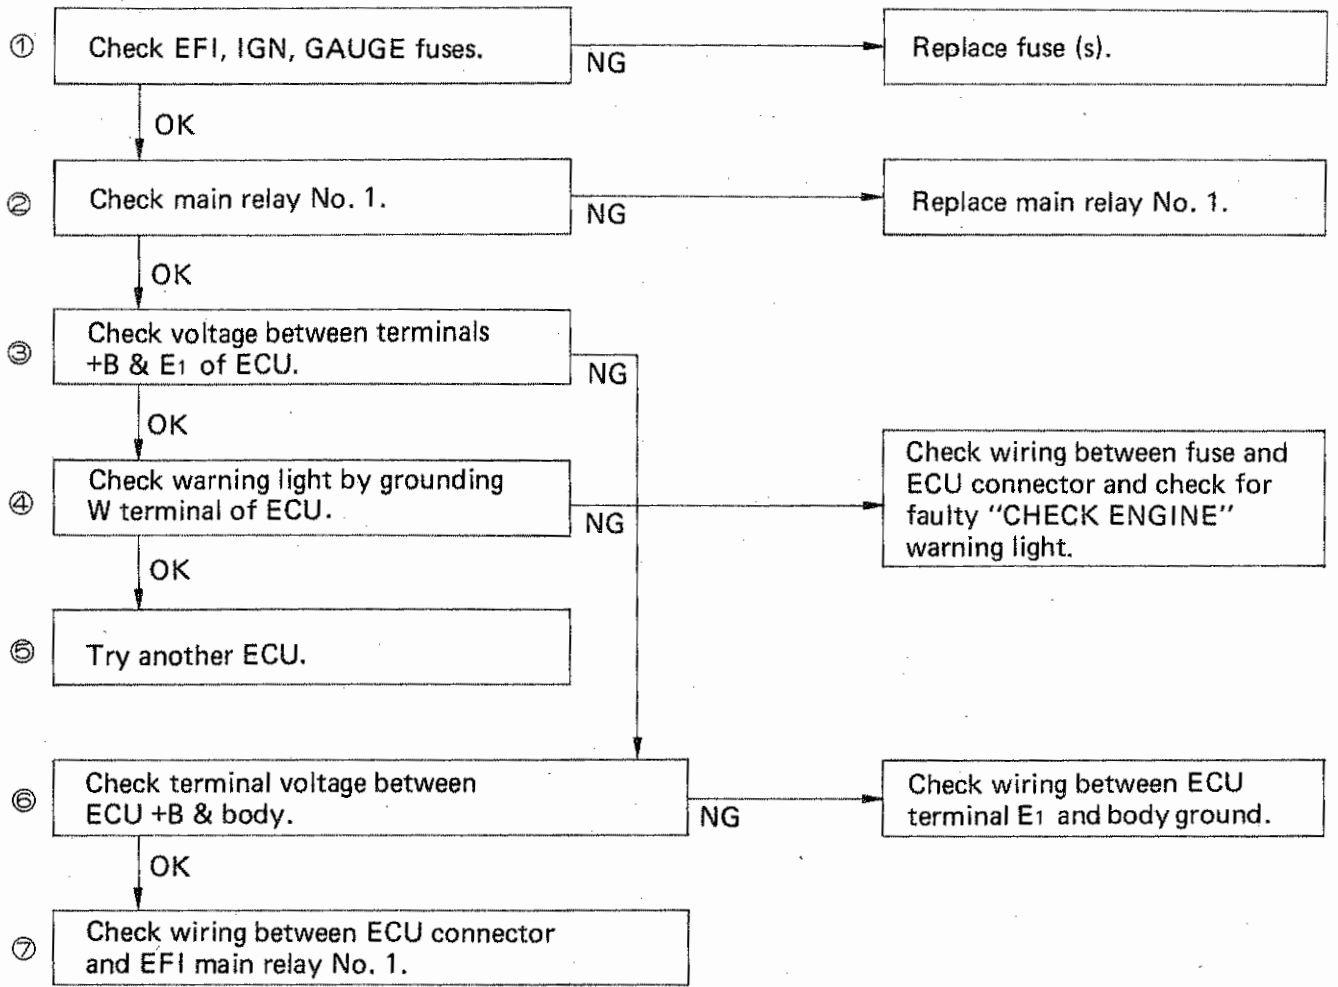 ① Check EFI, IGN, GAUGE fuses.
NG
Replace fuse (s).
OK
② Check main relay No. 1.
NG
Replace main relay No. 1.
OK
③ Check voltage between terminals
+B & E1 of ECU.
NG
OK
④ Check warning light by grounding
W terminal of ECU.
NG
Check wiring between fuse and
ECU connector and check for
faulty "CHECK ENGINE"
warning light.
OK
⑤ Try another ECU.
⑥ Check terminal voltage between
ECU +B & body.
NG
Check wiring between ECU
terminal E1 and body ground.
OK
⑦ Check wiring between ECU connector
and EFI main relay No. 1.